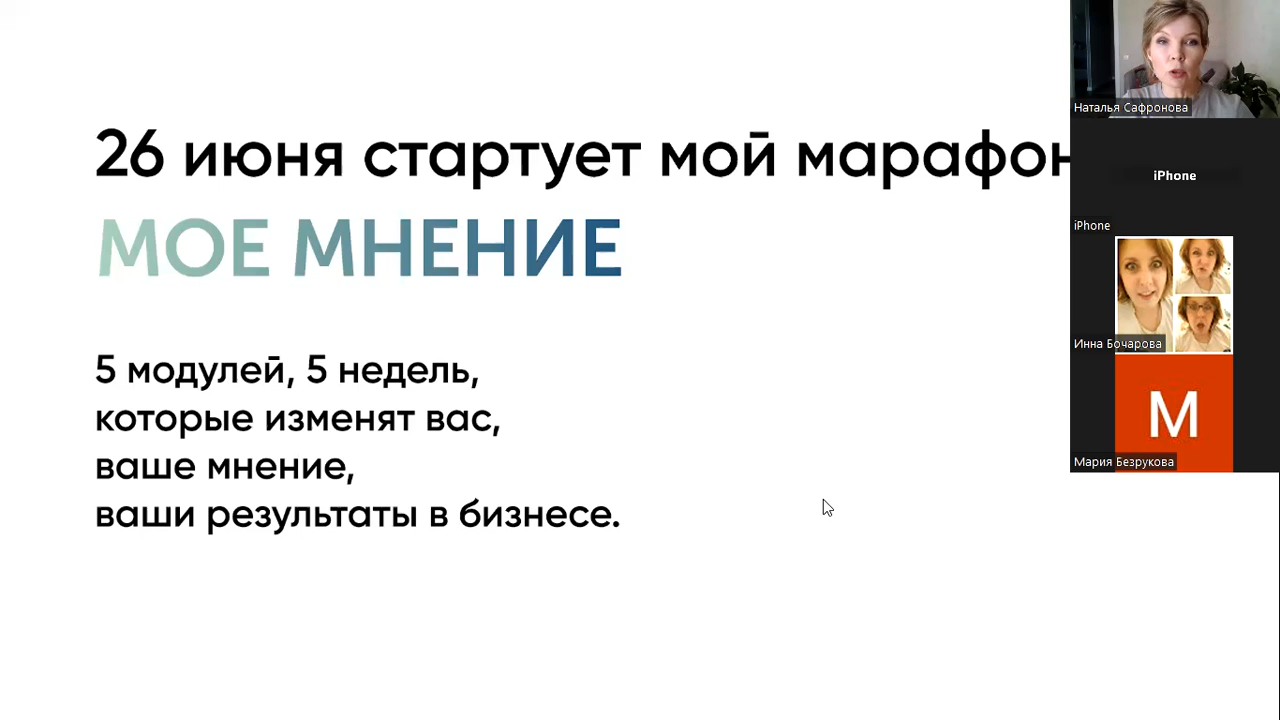 26 июня стартует мой марафон
МОЕ МНЕНИЕ
5 модулей, 5 недель,
которые изменят вас,
ваше мнение,
ваши результаты в бизнесе.
Наталья Сафронова
iPhone
iPhone
Инна Бочарова
М
Мария Безрукова